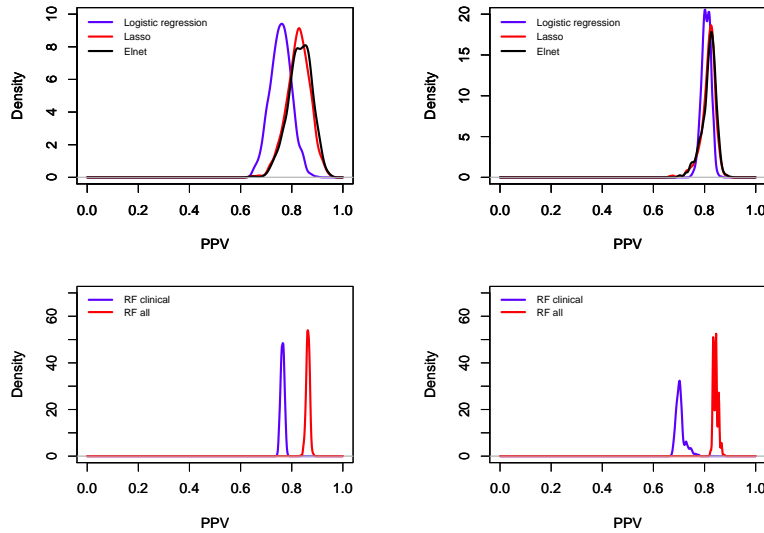 Logistic regression
Lasso
Elnet
Density
10
8
6
4
2
0
0.0 0.2 0.4 0.6 0.8 1.0
PPV
Logistic regression
Lasso
Elnet
Density
20
15
10
5
0
0.0 0.2 0.4 0.6 0.8 1.0
PPV
RF clinical
RF all
Density
60
40
20
0
0.0 0.2 0.4 0.6 0.8 1.0
PPV
RF clinical
RF all
Density
60
40
20
0
0.0 0.2 0.4 0.6 0.8 1.0
PPV